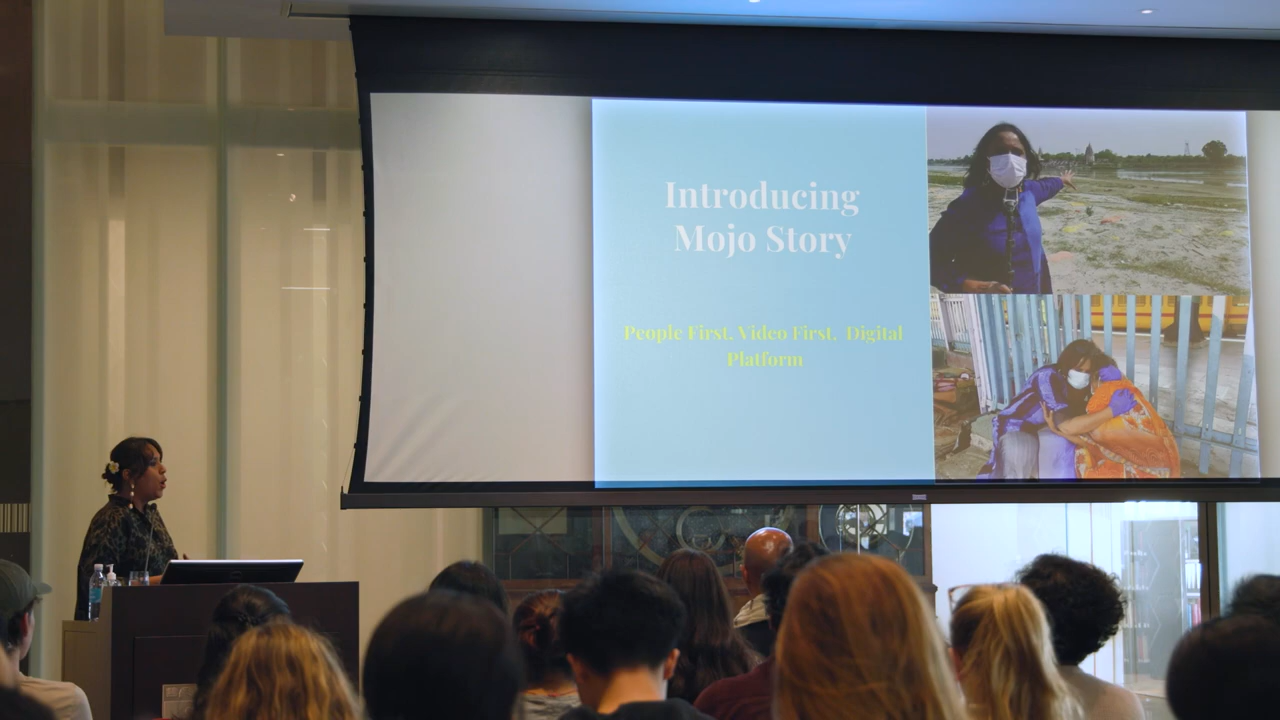 Introducing
Mojo Story
People First. Video First. Digital
Platform